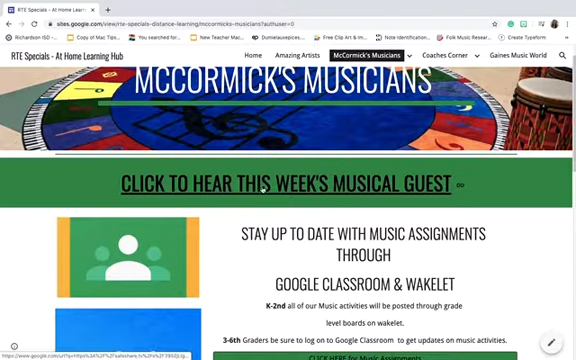 RTE Specials - At Home Learning Hub
sites.google.com/view/rte-specials-distance-learning/mccormicks-musicians?authuser=0
Richardson ISD -
Copy of Mac Tips
You searched for
New Teacher Mac
Free Clip Art & Im
Typical Emotional
Folk Music Resear
Create Typeform
RTE Specials - At Home Learning Hub
Home
Amazing Artists
McCormick's Musicians
Coaches Corner
Gaines Music World
MCCORMICK'S MUSICIANS
CLICK TO HEAR THIS WEEK'S MUSICAL GUEST
STAY UP TO DATE WITH MUSIC ASSIGNMENTS
THROUGH
GOOGLE CLASSROOM & WAKELET
K-2nd all of our Music activities will be posted through grade
level boards on wakelet.
3-6th Graders be sure to log on to Google Classroom to get updates on music activities.
CLICK HERE for Music Assignments